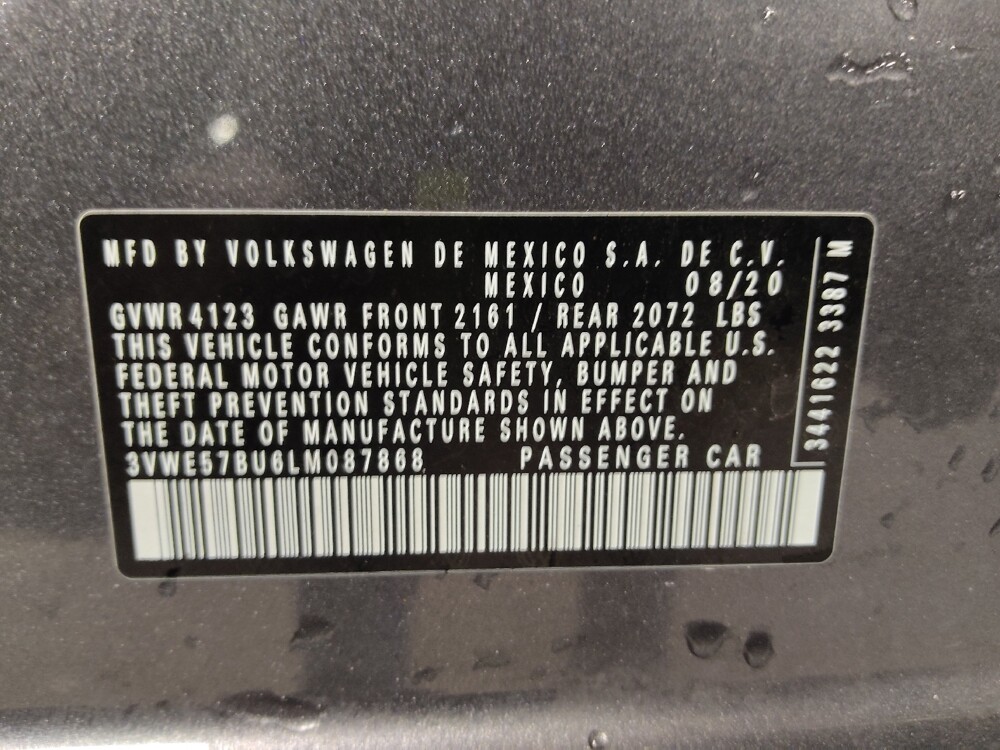 MFD BY VOLKSWAGEN DE MEXICO S.A. DE C.V.
MEXICO 08/20
GVWR 4123 GAWR FRONT 2161 / REAR 2072 LBS
THIS VEHICLE CONFORMS TO ALL APPLICABLE U.S.
FEDERAL MOTOR VEHICLE SAFETY, BUMPER AND
THEFT PREVENTION STANDARDS IN EFFECT ON
THE DATE OF MANUFACTURE SHOWN ABOVE.
3VWE57BU6LM087868 PASSENGER CAR
3441622 3387 M